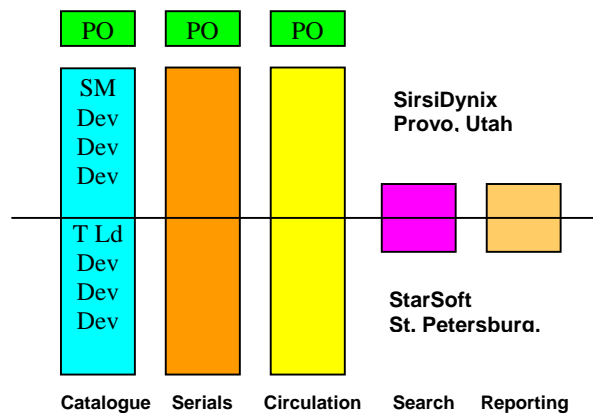 PO PO PO
SM
Dev
Dev
Dev
SirsiDynix
Provo, Utah
T Ld
Dev
Dev
Dev
StarSoft
St. Petersburg.
Catalogue Serials Circulation Search Reporting